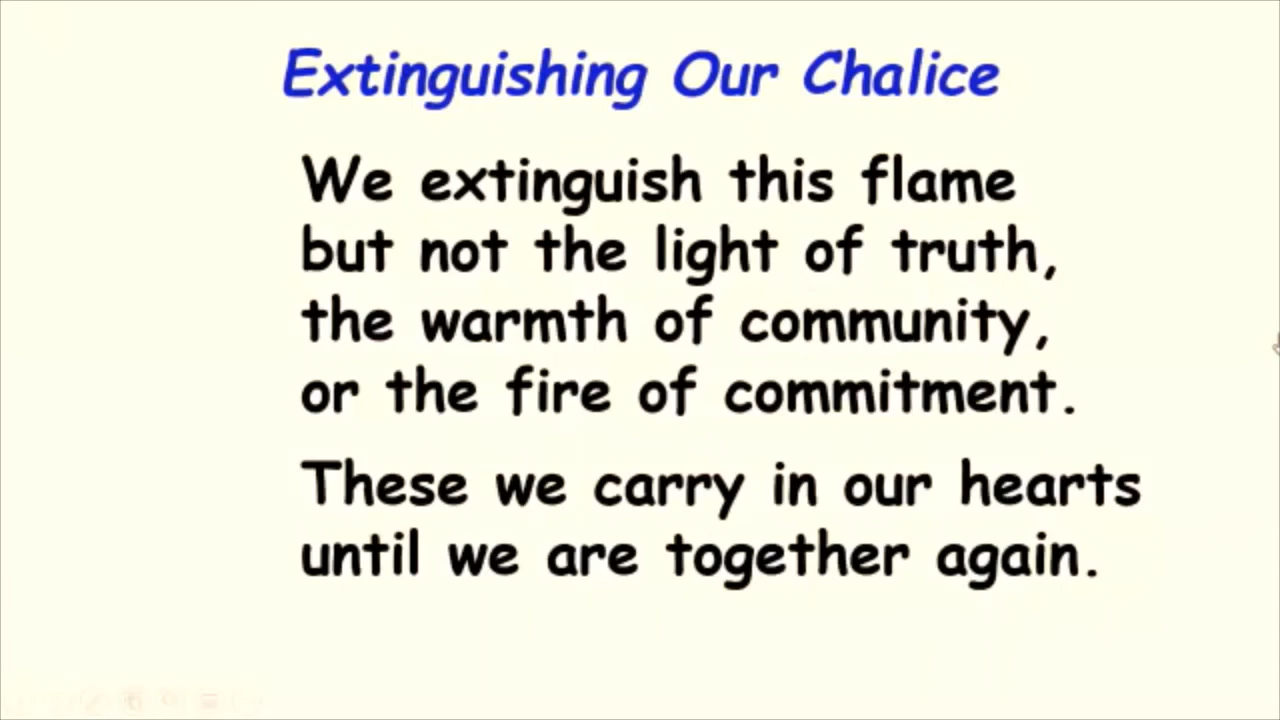 Extinguishing Our Chalice
We extinguish this flame
but not the light of truth,
the warmth of community,
or the fire of commitment.
These we carry in our hearts
until we are together again.